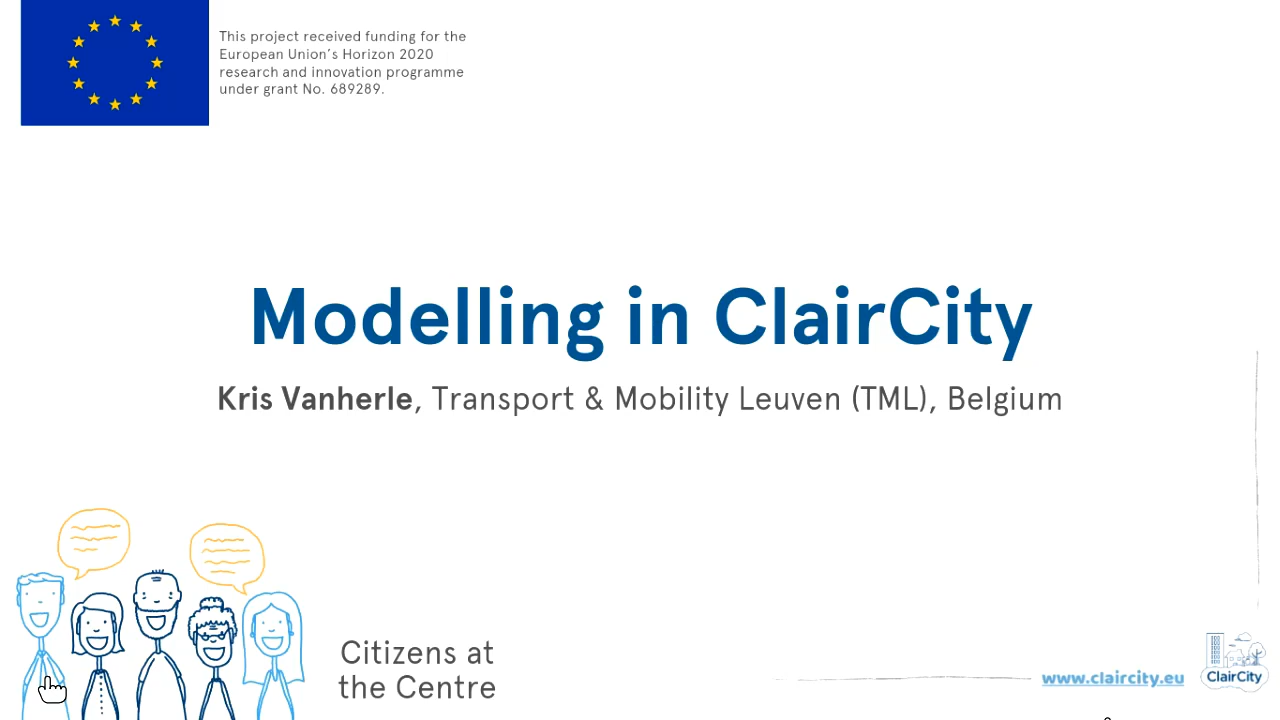 This project received funding for the
European Union's Horizon 2020
research and innovation programme
under grant No. 689289.
Modelling in ClairCity
Kris Vanherle, Transport & Mobility Leuven (TML), Belgium
Citizens at
the Centre
www.claircity.eu
ClairCity